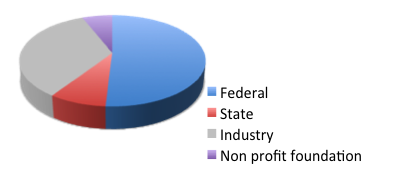 Federal
State
Industry
Non profit foundation